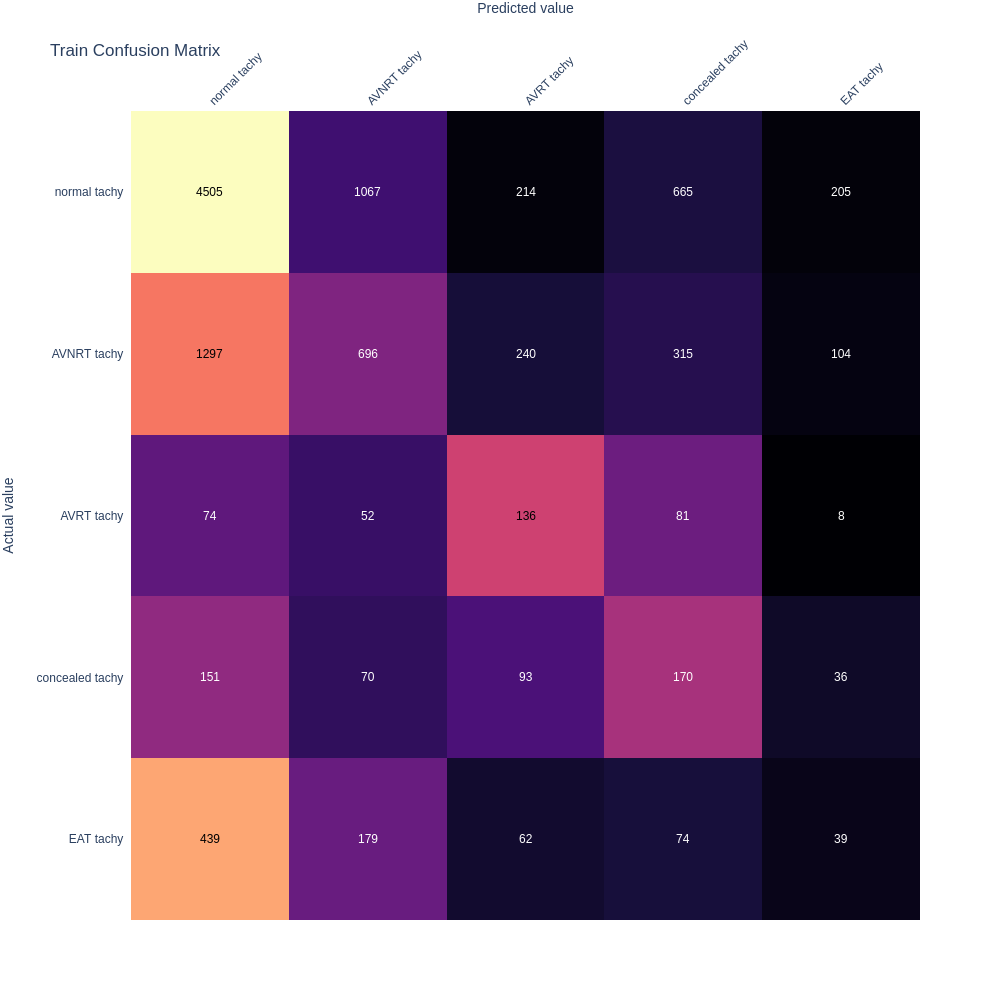 Predicted value
Train Confusion Matrix
normal tachy
AVNRT tachy
AVRT tachy
concealed tachy
EAT tachy
normal tachy 4505 1067 214 665 205
AVNRT tachy 1297 696 240 315 104
AVRT tachy 74 52 136 81 8
concealed tachy 151 70 93 170 36
EAT tachy 439 179 62 74 39
Actual value